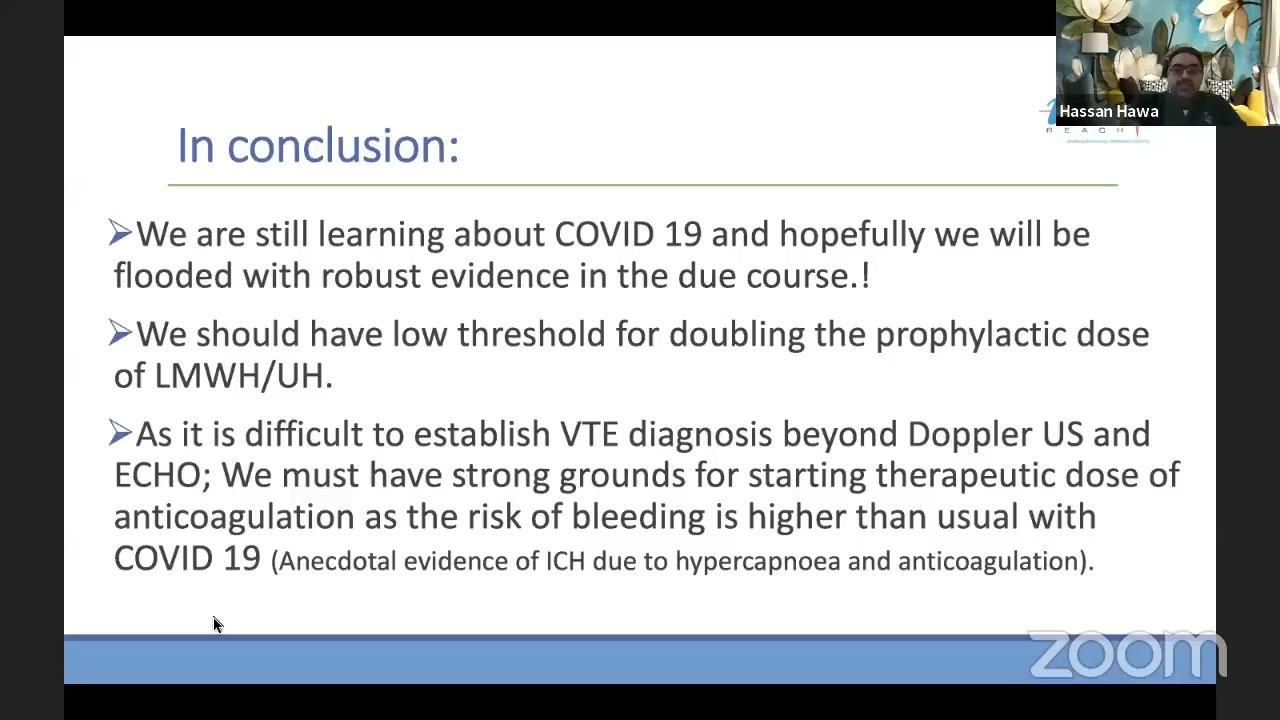 Hassan Hawa
REACH
In conclusion:
➢We are still learning about COVID 19 and hopefully we will be
flooded with robust evidence in the due course.!
➢We should have low threshold for doubling the prophylactic dose
of LMWH/UH.
➢As it is difficult to establish VTE diagnosis beyond Doppler US and
ECHO; We must have strong grounds for starting therapeutic dose of
anticoagulation as the risk of bleeding is higher than usual with
COVID 19 (Anecdotal evidence of ICH due to hypercapnoea and anticoagulation).
zoom